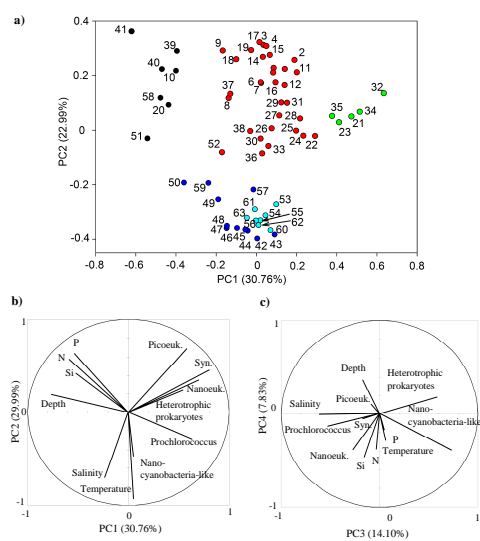 a)
0.4
0.2
0
-0.2
-0.4
PC2 (22.99%)
41
39
40
10
58
20
51
9
17 3 4
19
18
14
15
2
6
7
16
11
12
37
8
29
31
27
28
38
26
25
30
24
22
52
36
33
32
35
34
23
21
50
59
49
57
61
53
63
54
55
56
62
48
47
46
45
44
42
43
60
-0.8 -0.6 -0.4 -0.2 0 0.2 0.4 0.6 0.8
PC1 (30.76%)
b)
1
0
-1
PC2 (29.99%)
P
N
Si
Depth
Picoeuk.
Syn.
Nanoeuk.
Heterotrophic
prokaryotes
Prochlorococcus
Nano-
cyanobacteria-like
Salinity
Temperature
-1 0 1
PC1 (30.76%)
c)
1
0
-1
PC4 (7.83%)
Depth
Heterotrophic
prokaryotes
Picoeuk.
Salinity
Nano-
cyanobacteria-like
Prochlorococcus
Syn.
P
Temperature
Nanoeuk.
Si
N
-1 0 1
PC3 (14.10%)